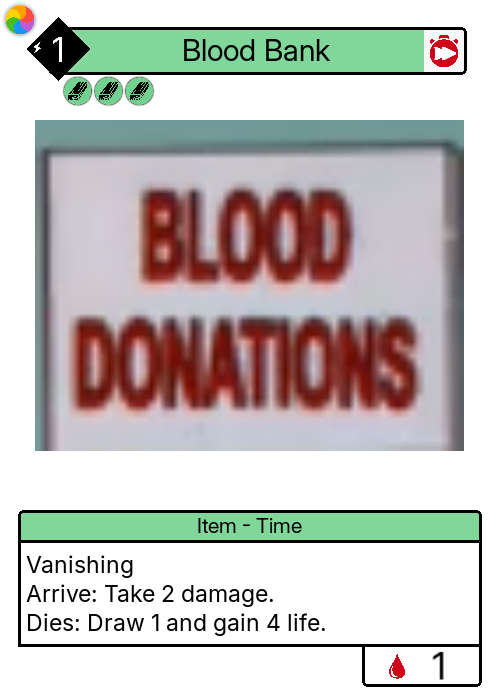 1
Blood Bank
BLOOD
DONATIONS
Item - Time
Vanishing
Arrive: Take 2 damage.
Dies: Draw 1 and gain 4 life.
1